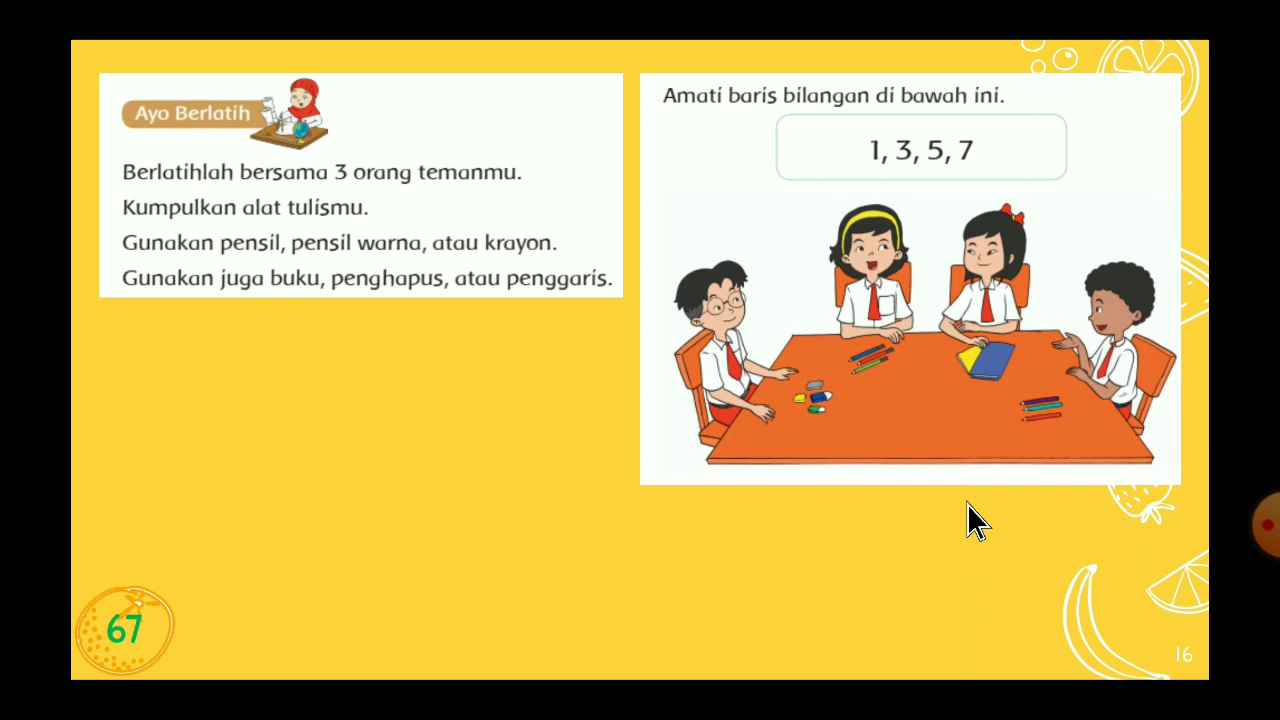 Ayo Berlatih
Berlatihlah bersama 3 orang temanmu.
Kumpulkan alat tulismu.
Gunakan pensil, pensil warna, atau krayon.
Gunakan juga buku, penghapus, atau penggaris.
Amati baris bilangan di bawah ini.
1, 3, 5, 7
67
16